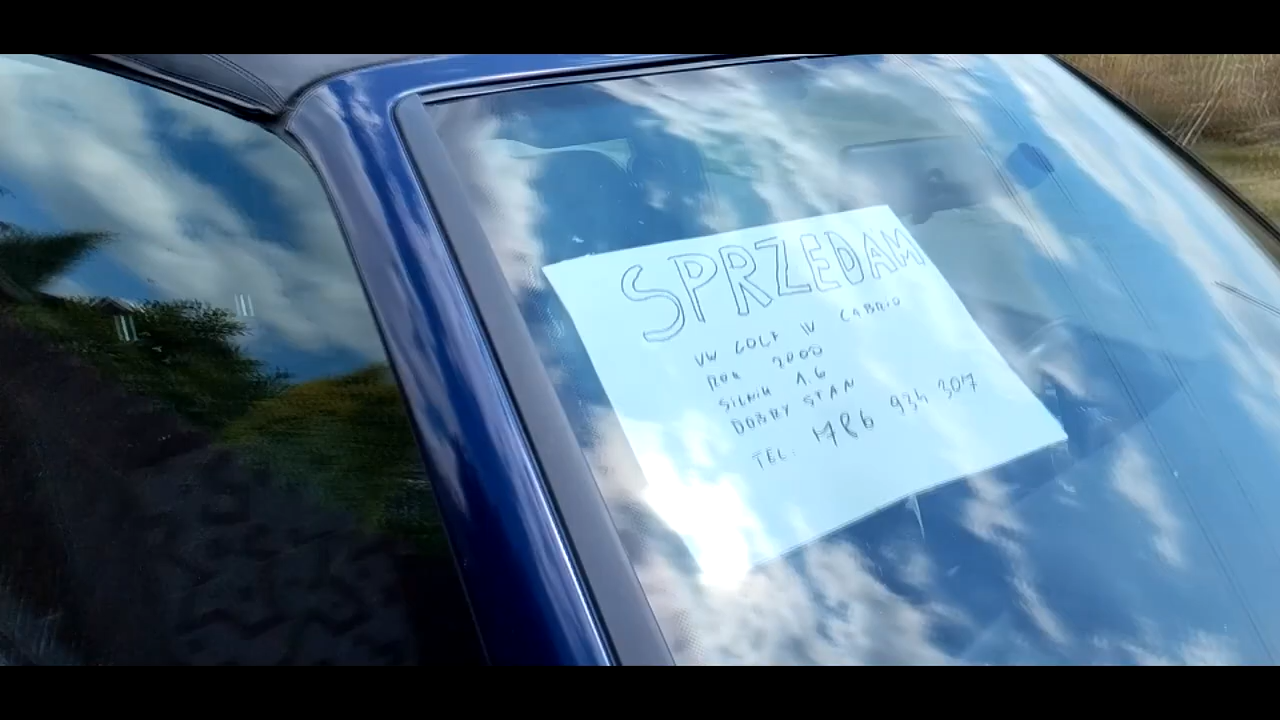 SPRZEDAM
VW GOLF IV CABRIO
ROK 2000
SILNIK 1.6
DOBRY STAN
TEL. 786 934 307